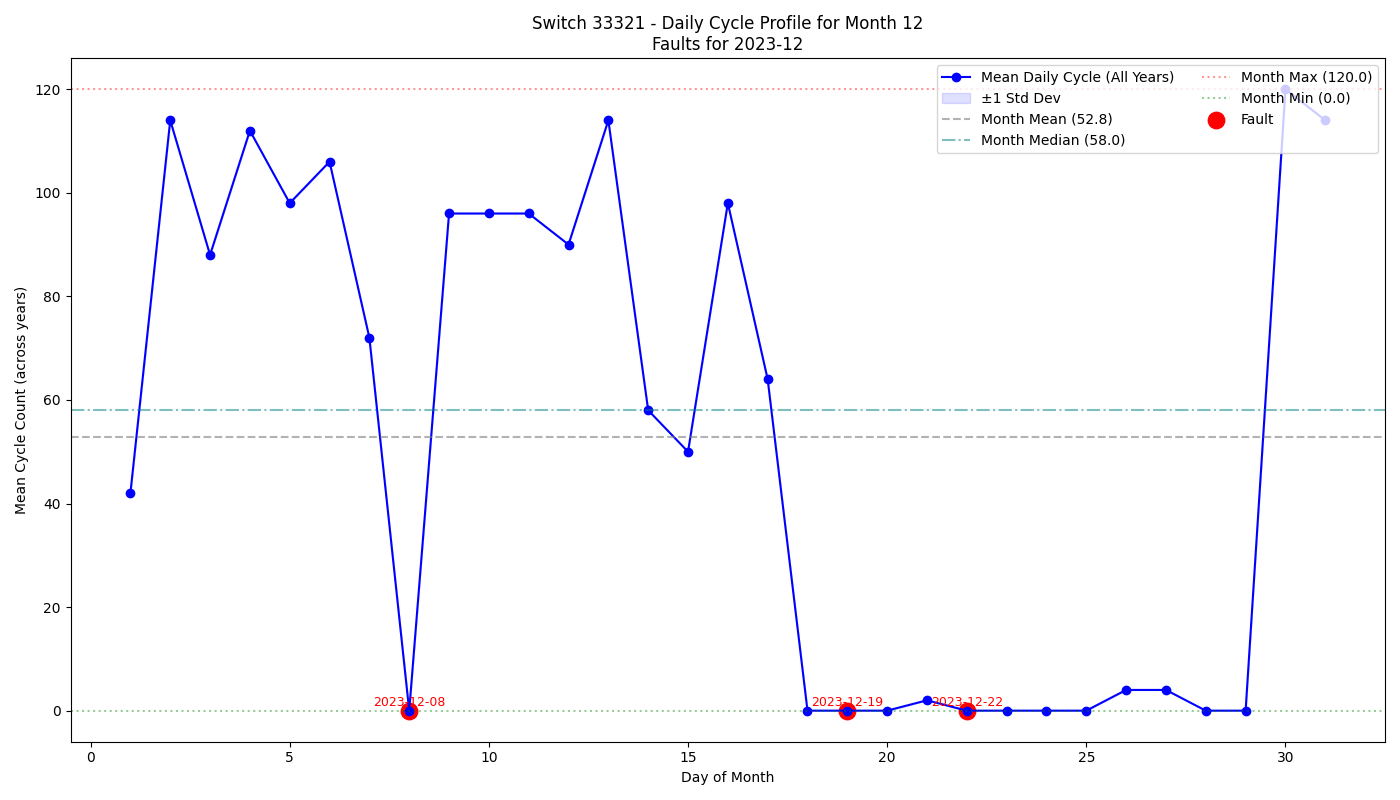 Switch 33321 - Daily Cycle Profile for Month 12
Faults for 2023-12
Mean Daily Cycle (All Years)
±1 Std Dev
Month Mean (52.8)
Month Median (58.0)
Month Max (120.0)
Month Min (0.0)
Fault
Mean Cycle Count (across years)
120
100
80
60
40
20
0
2023-12-08
2023-12-19
2023-12-22
0
5
10
15
20
25
30
Day of Month